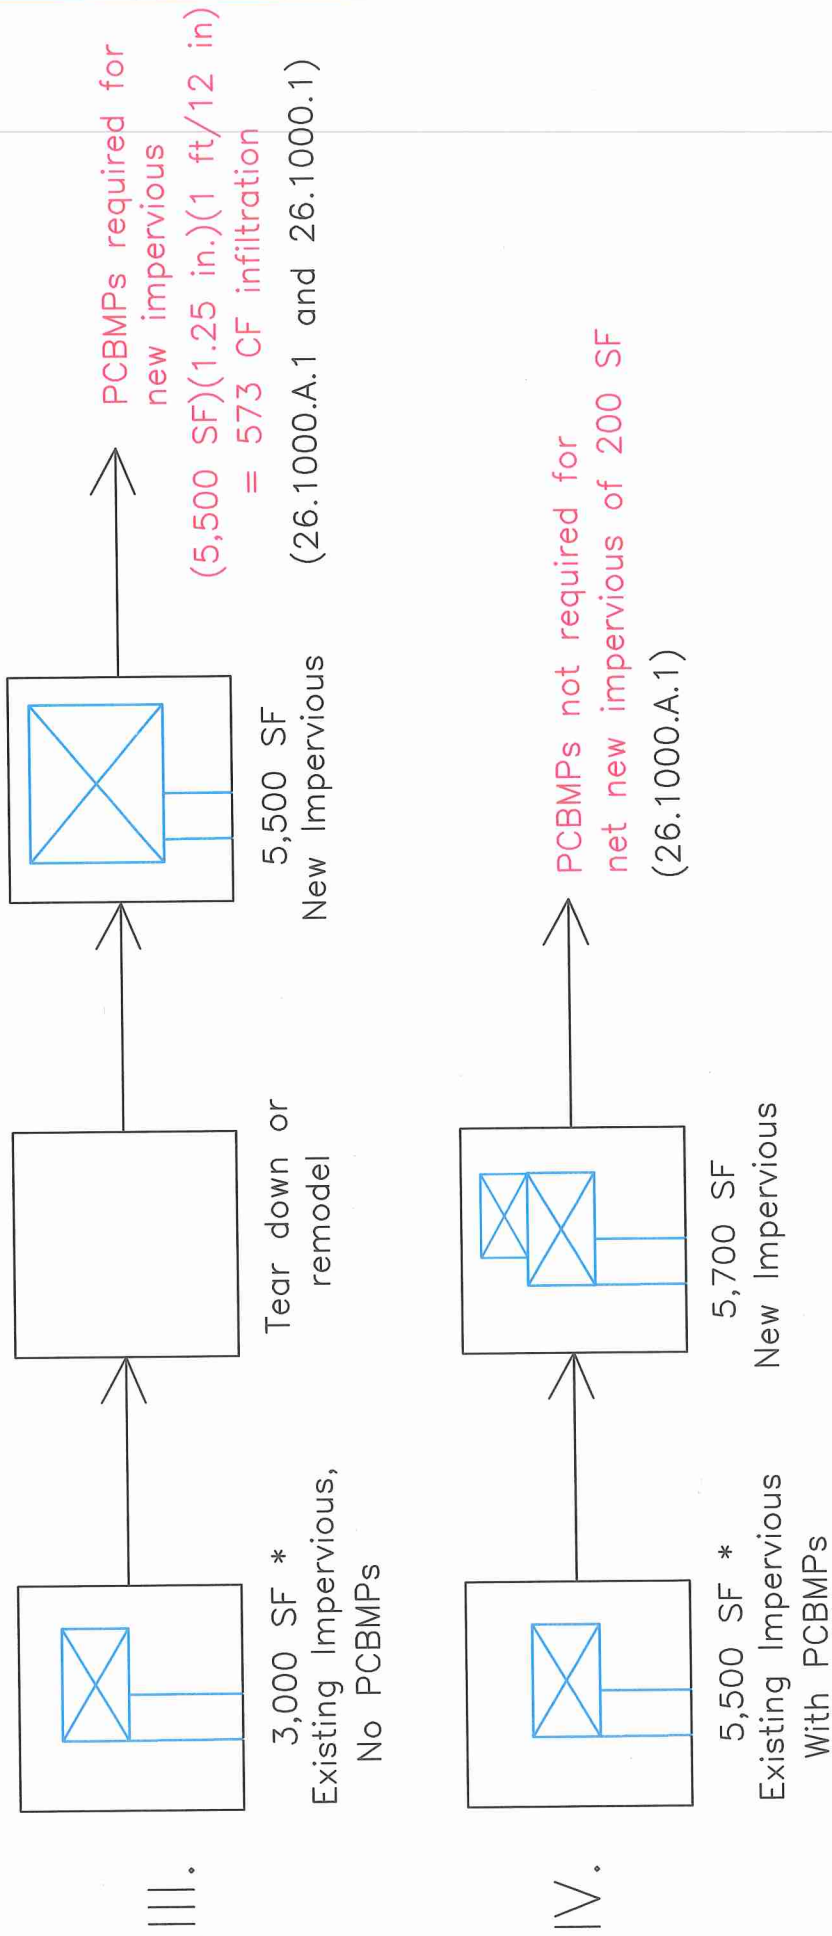 III.
3,000 SF *
Existing Impervious,
No PCBMPs
Tear down or
remodel
5,500 SF
New Impervious
PCBMPs required for
new impervious
(5,500 SF)(1.25 in.)(1 ft/12 in)
= 573 CF infiltration
(26.1000.A.1 and 26.1000.1)
IV.
5,500 SF *
Existing Impervious
With PCBMPs
5,700 SF
New Impervious
PCBMPs not required for
net new impervious of 200 SF
(26.1000.A.1)